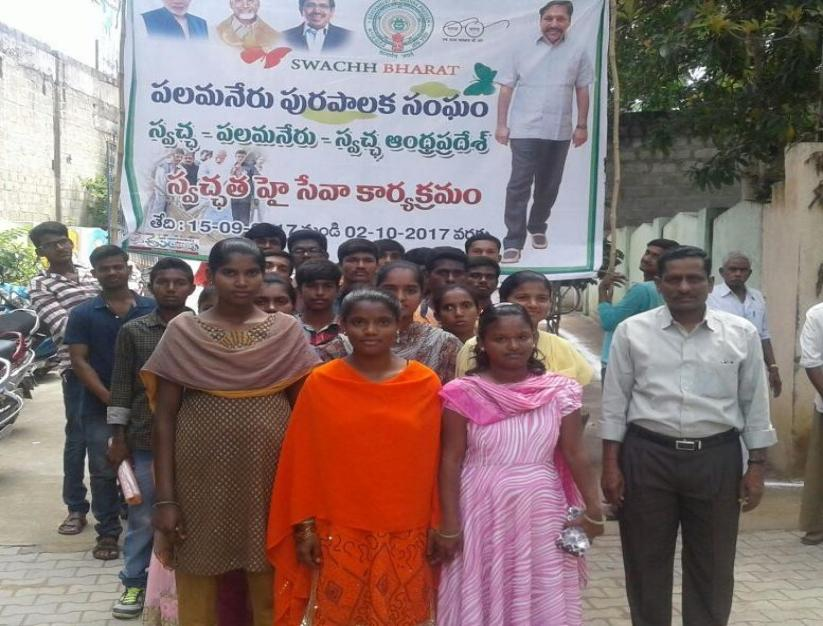 SWACHH BHARAT
పలమనేరు పురపాలక సంఘం
స్వచ్ఛ - పలమనేరు - స్వచ్ఛ ఆంధ్రప్రదేశ్
స్వచ్ఛత హై సేవా కార్యక్రమం
తేది : 15-09- 17 నుండి 02-10-2017 వరకు